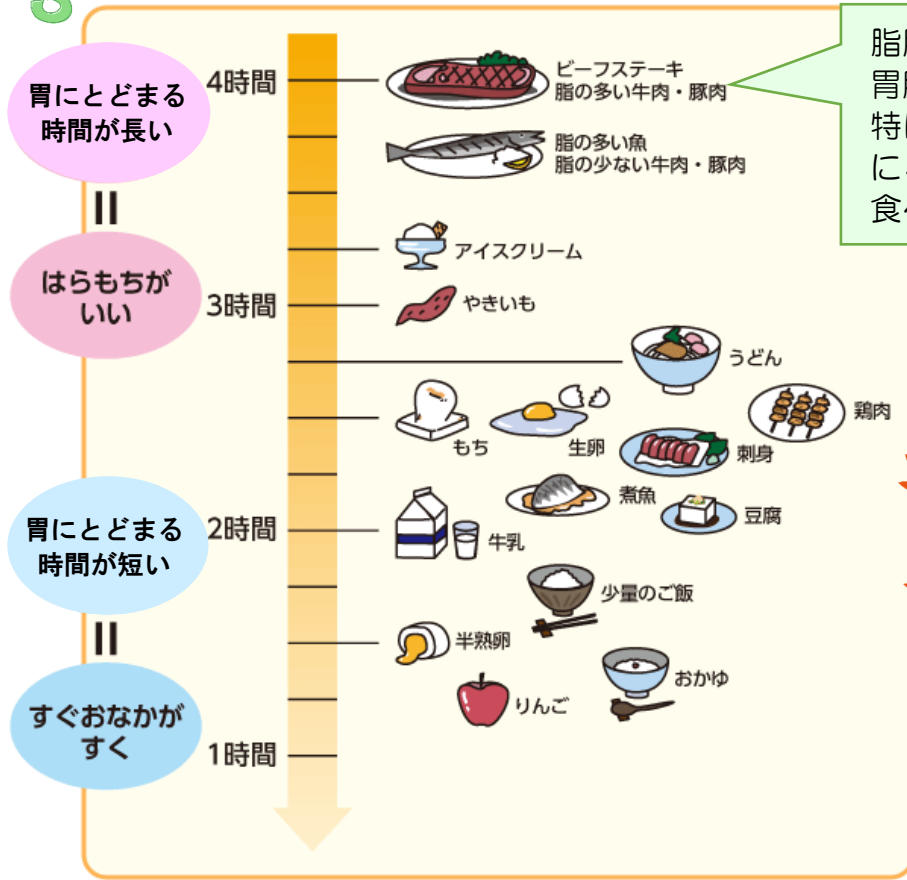 胃にとどまる
時間が長い
=
はらもちが
いい
胃にとどまる
時間が短い
=
すぐおなかが
すく
4時間
3時間
2時間
1時間
ビーフステーキ
脂の多い牛肉・豚肉
脂の多い魚
脂の少ない牛肉・豚肉
アイスクリーム
やきいも
うどん
もち
生卵
鶏肉
刺身
煮魚
豆腐
牛乳
少量のご飯
半熟卵
おかゆ
りんご
脂
胃
特に
に
食